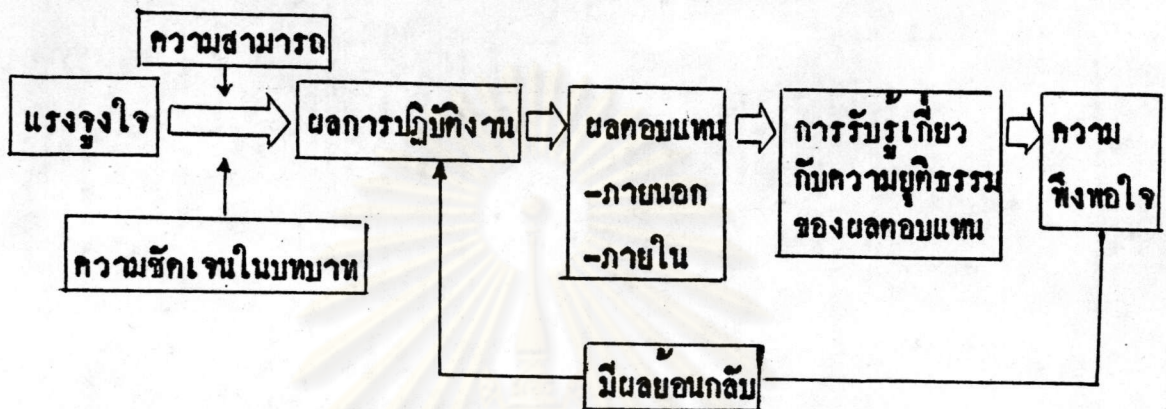 ความสามารถ
แรงจูงใจ
ผลการปฏิบัติงาน
ผลตอบแทน
-ภายนอก
-ภายใน
การรับรู้เกี่ยว
กับความยุติธรรม
ของผลตอบแทน
ความ
พึงพอใจ
ความชัดเจนในบทบาท
มีผลย้อนกลับ